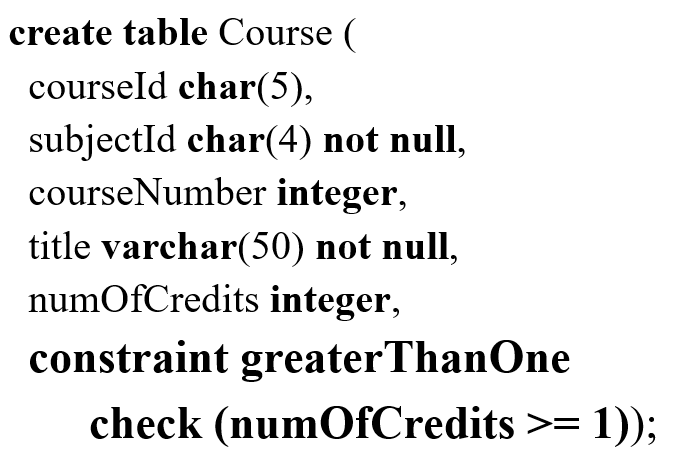 create table Course (
courseId char(5),
subjectId char(4) not null,
courseNumber integer,
title varchar(50) not null,
numOfCredits integer,
constraint greaterThanOne
check (numOfCredits >= 1));